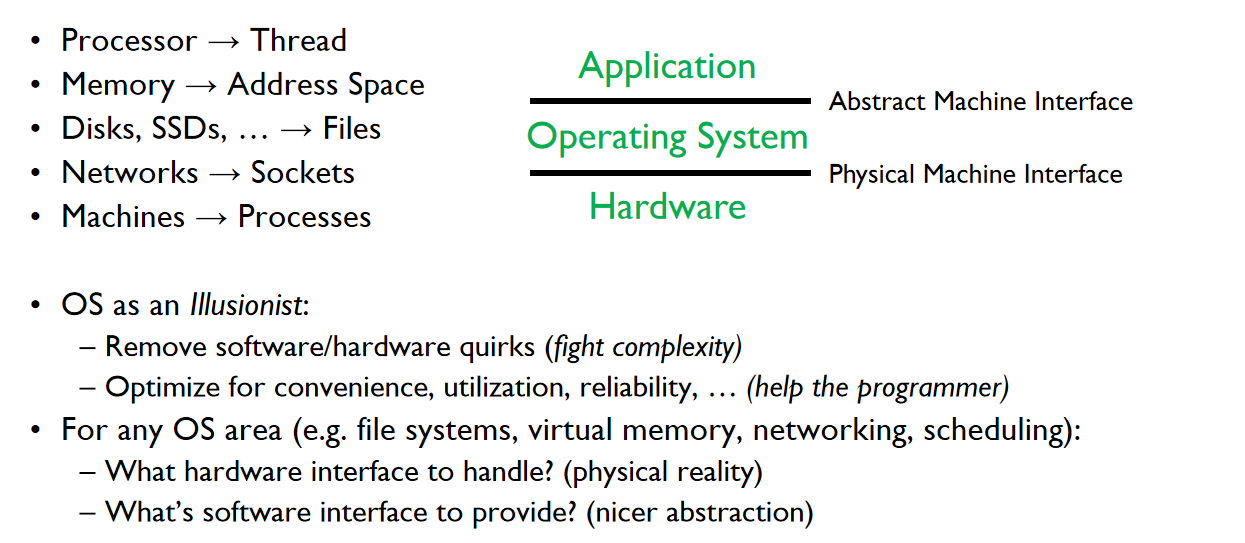 • Processor → Thread
• Memory → Address Space
• Disks, SSDs, … → Files
• Networks → Sockets
• Machines → Processes
Application
Abstract Machine Interface
Operating System
Physical Machine Interface
Hardware
• OS as an Illusionist:
– Remove software/hardware quirks (fight complexity)
– Optimize for convenience, utilization, reliability, … (help the programmer)
• For any OS area (e.g. file systems, virtual memory, networking, scheduling):
– What hardware interface to handle? (physical reality)
– What’s software interface to provide? (nicer abstraction)